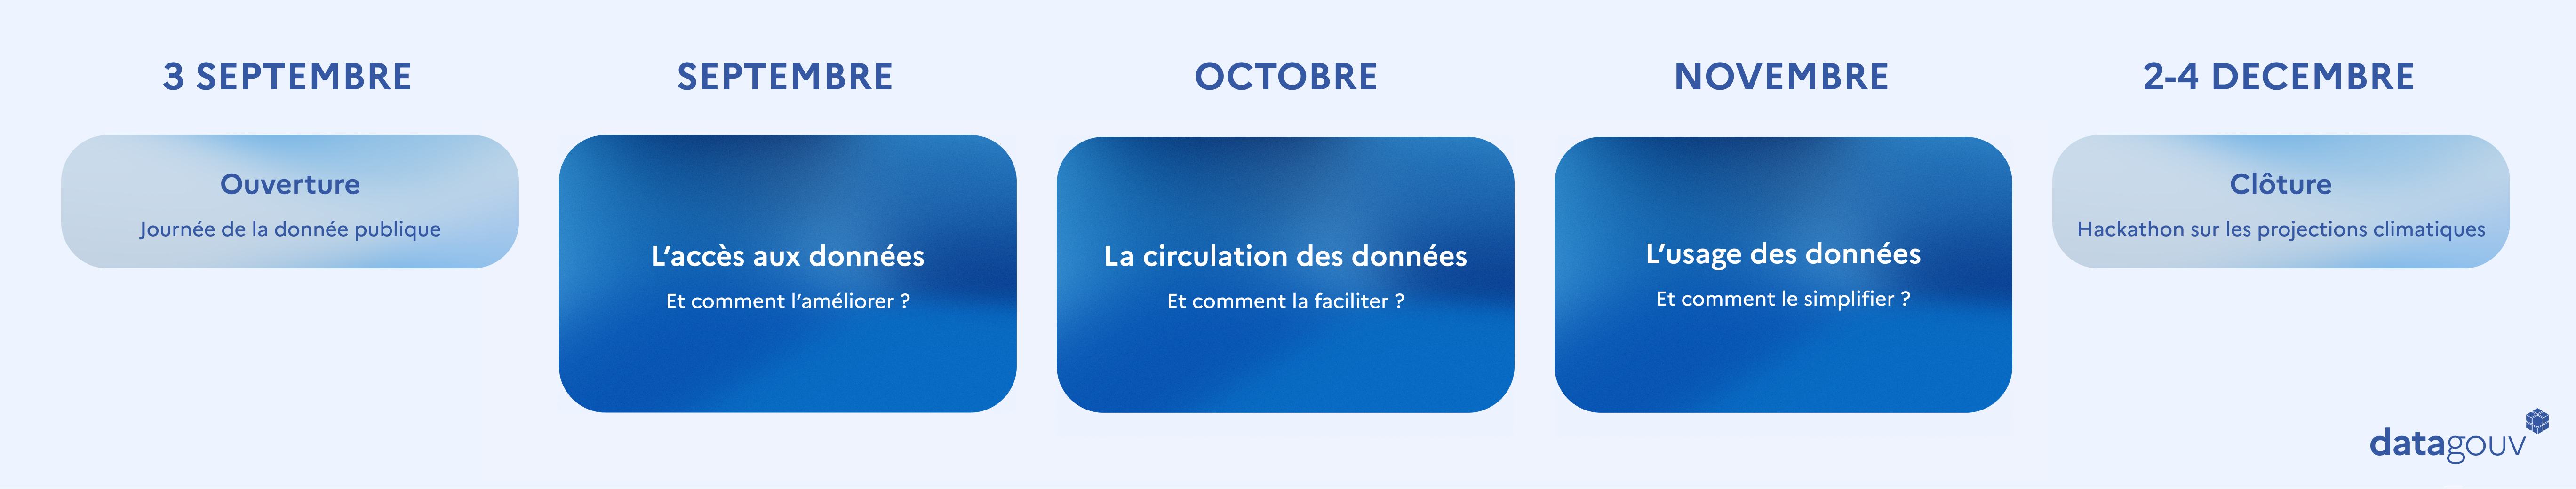 3 SEPTEMBRE
Ouverture
Journée de la donnée publique
SEPTEMBRE
L’accès aux données
Et comment l’améliorer ?
OCTOBRE
La circulation des données
Et comment la faciliter ?
NOVEMBRE
L’usage des données
Et comment le simplifier ?
2-4 DECEMBRE
Clôture
Hackathon sur les projections climatiques
datagouv